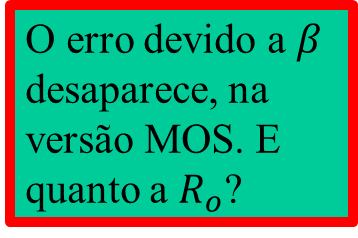 O erro devido a β
desaparece, na
versão MOS. E
quanto a Rₒ?